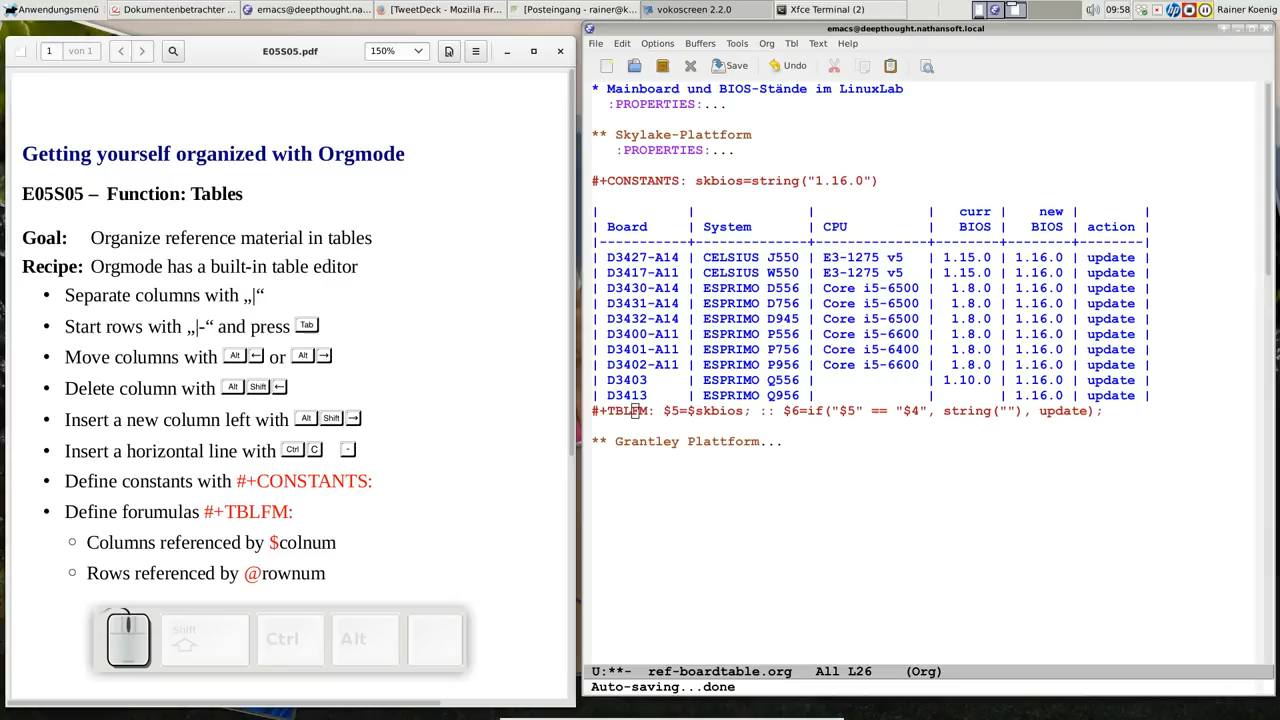 Anwendungsmenü
Dokumentenbetrachter ...
emacs@deepthought.na...
[TweetDeck - Mozilla Fir...
[Posteingang - rainer@k...
vokoscreen 2.2.0
Xfce Terminal (2)
09:58
Rainer Koenig
1 von 1
E05S05.pdf
150%
Getting yourself organized with Orgmode
E05S05 – Function: Tables
Goal: Organize reference material in tables
Recipe: Orgmode has a built-in table editor
• Separate columns with „|“
• Start rows with „|-“ and press Tab
• Move columns with Alt ← or Alt →
• Delete column with Alt Shift ←
• Insert a new column left with Alt Shift →
• Insert a horizontal line with Ctrl C -
• Define constants with #+CONSTANTS:
• Define forumulas #+TBLFM:
○ Columns referenced by $colnum
○ Rows referenced by @rownum
Shift
Ctrl
Alt
emacs@deepthought.nathansoft.local
File Edit Options Buffers Tools Org Tbl Text Help
Save Undo
* Mainboard und BIOS-Stände im LinuxLab
:PROPERTIES:...
** Skylake-Plattform
:PROPERTIES:...
#+CONSTANTS: skbios=string("1.16.0")
| | | | curr | new | |
| Board | System | CPU | BIOS | BIOS | action |
|-----------+--------------+--------------+--------+--------+--------|
| D3427-A14 | CELSIUS J550 | E3-1275 v5 | 1.15.0 | 1.16.0 | update |
| D3417-A11 | CELSIUS W550 | E3-1275 v5 | 1.15.0 | 1.16.0 | update |
| D3430-A14 | ESPRIMO D556 | Core i5-6500 | 1.8.0 | 1.16.0 | update |
| D3431-A14 | ESPRIMO D756 | Core i5-6500 | 1.8.0 | 1.16.0 | update |
| D3432-A14 | ESPRIMO D945 | Core i5-6500 | 1.8.0 | 1.16.0 | update |
| D3400-A11 | ESPRIMO P556 | Core i5-6600 | 1.8.0 | 1.16.0 | update |
| D3401-A11 | ESPRIMO P756 | Core i5-6400 | 1.8.0 | 1.16.0 | update |
| D3402-A11 | ESPRIMO P956 | Core i5-6600 | 1.8.0 | 1.16.0 | update |
| D3403 | ESPRIMO Q556 | | 1.10.0 | 1.16.0 | update |
| D3413 | ESPRIMO Q956 | | | 1.16.0 | update |
#+TBLFM: $5=$skbios; :: $6=if("$5" == "$4", string(""), update);
** Grantley Plattform...
U:**- ref-boardtable.org All L26 (Org)
Auto-saving...done